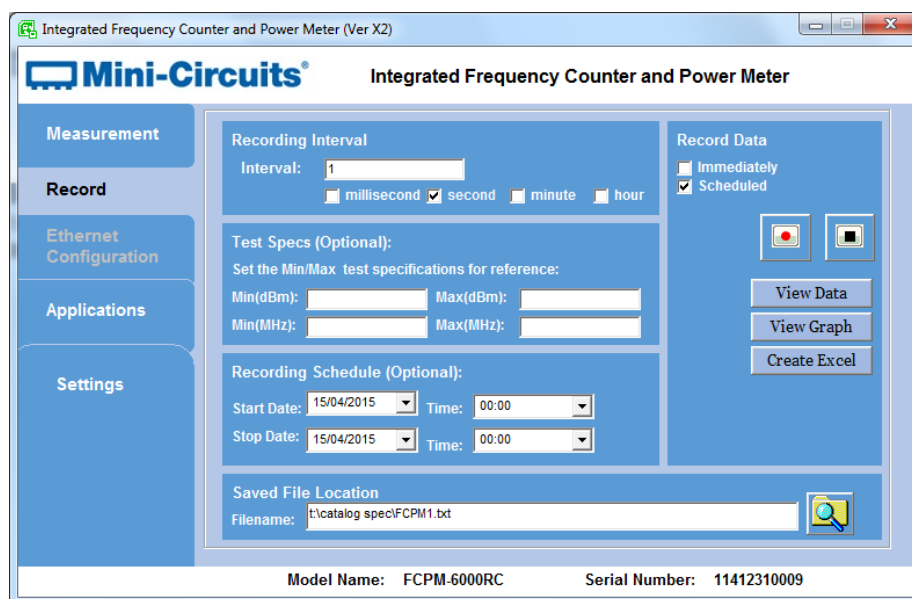 Integrated Frequency Counter and Power Meter (Ver X2)
Mini-Circuits®
Integrated Frequency Counter and Power Meter
Measurement
Record
Ethernet
Configuration
Applications
Settings
Recording Interval
Interval: 1
millisecond second minute hour
Test Specs (Optional):
Set the Min/Max test specifications for reference:
Min(dBm): Max(dBm):
Min(MHz): Max(MHz):
Recording Schedule (Optional):
Start Date: 15/04/2015 Time: 00:00
Stop Date: 15/04/2015 Time: 00:00
Record Data
Immediately
Scheduled
View Data
View Graph
Create Excel
Saved File Location
Filename: t:\catalog spec\FCPM1.txt
Model Name: FCPM-6000RC Serial Number: 11412310009